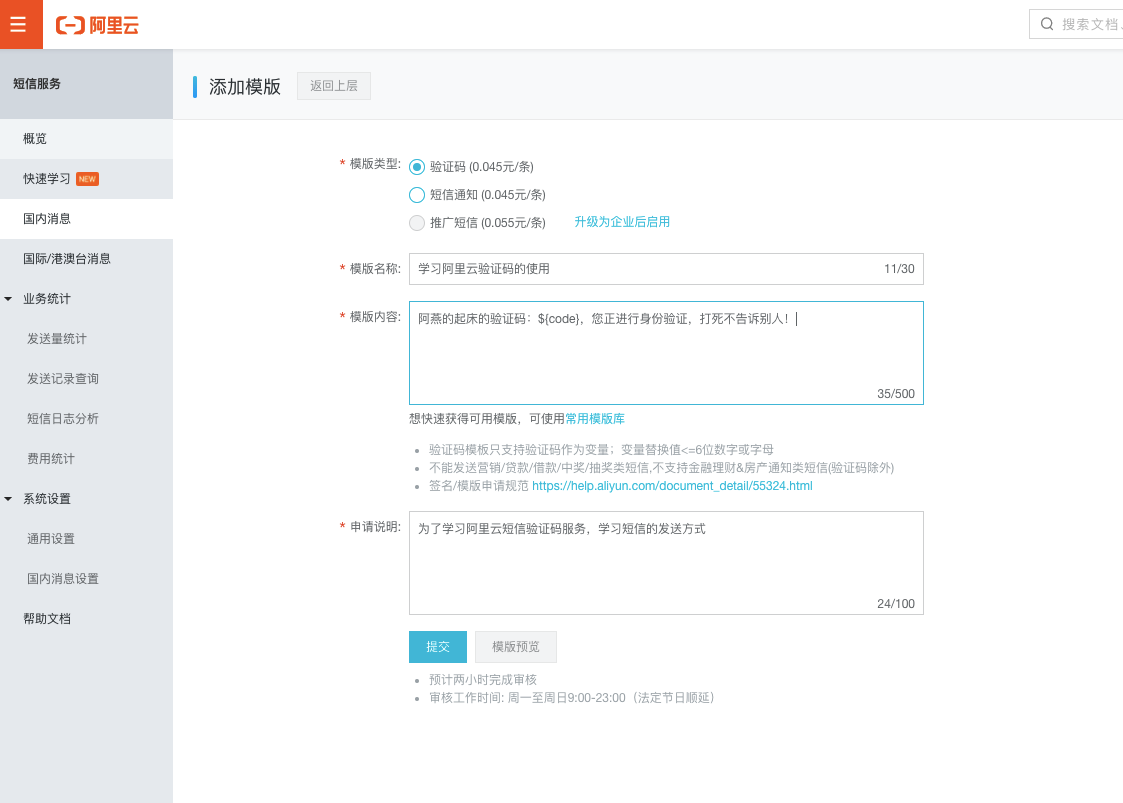 阿里云
搜索文档
短信服务
添加模版
返回上层
概览
快速学习 NEW
国内消息
国际/港澳台消息
业务统计
发送量统计
发送记录查询
短信日志分析
费用统计
系统设置
通用设置
国内消息设置
帮助文档
* 模版类型:
验证码 (0.045元/条)
短信通知 (0.045元/条)
推广短信 (0.055元/条) 升级为企业后启用
* 模版名称: 学习阿里云验证码的使用 11/30
* 模版内容: 阿燕的起床的验证码：${code}，您正进行身份验证，打死不告诉别人！
35/500
想快速获得可用模版，可使用常用模版库
验证码模板只支持验证码作为变量；变量替换值<=6位数字或字母
不能发送营销/贷款/借款/中奖/抽奖类短信,不支持金融理财&房产通知类短信(验证码除外)
签名/模版申请规范 https://help.aliyun.com/document_detail/55324.html
* 申请说明: 为了学习阿里云短信验证码服务，学习短信的发送方式
24/100
提交 模版预览
预计两小时完成审核
审核工作时间: 周一至周日9:00-23:00（法定节日顺延）